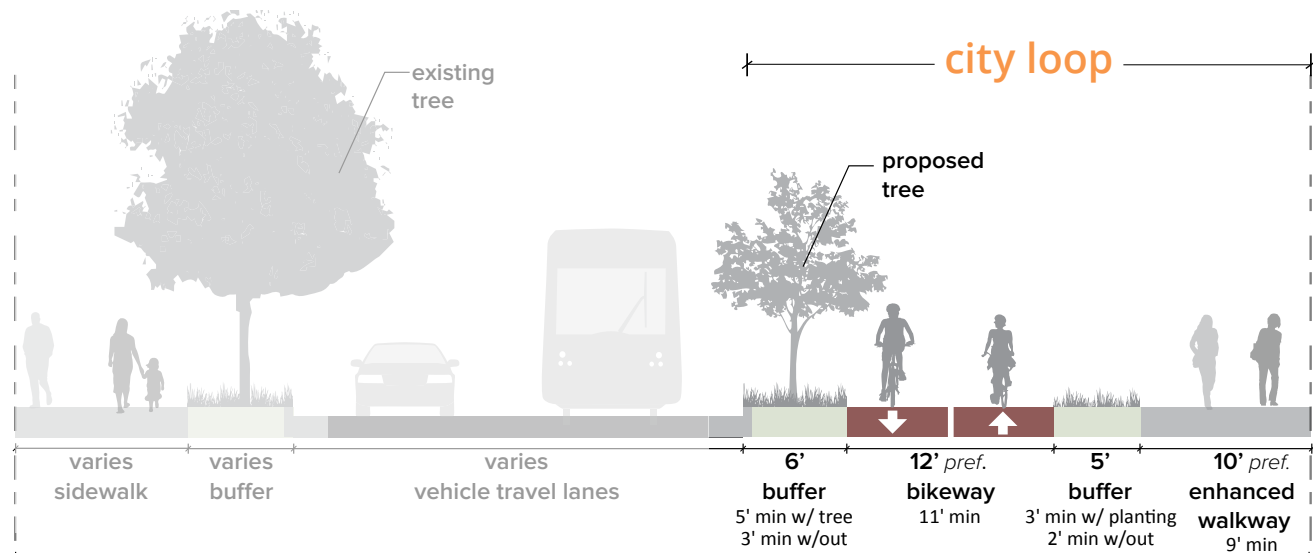 city loop
existing
tree
proposed
tree
varies
sidewalk
varies
buffer
varies
vehicle travel lanes
6’
buffer
5' min w/ tree
3' min w/out
12’ pref.
bikeway
11' min
5’
buffer
3' min w/ planting
2' min w/out
10’ pref.
enhanced
walkway
9' min